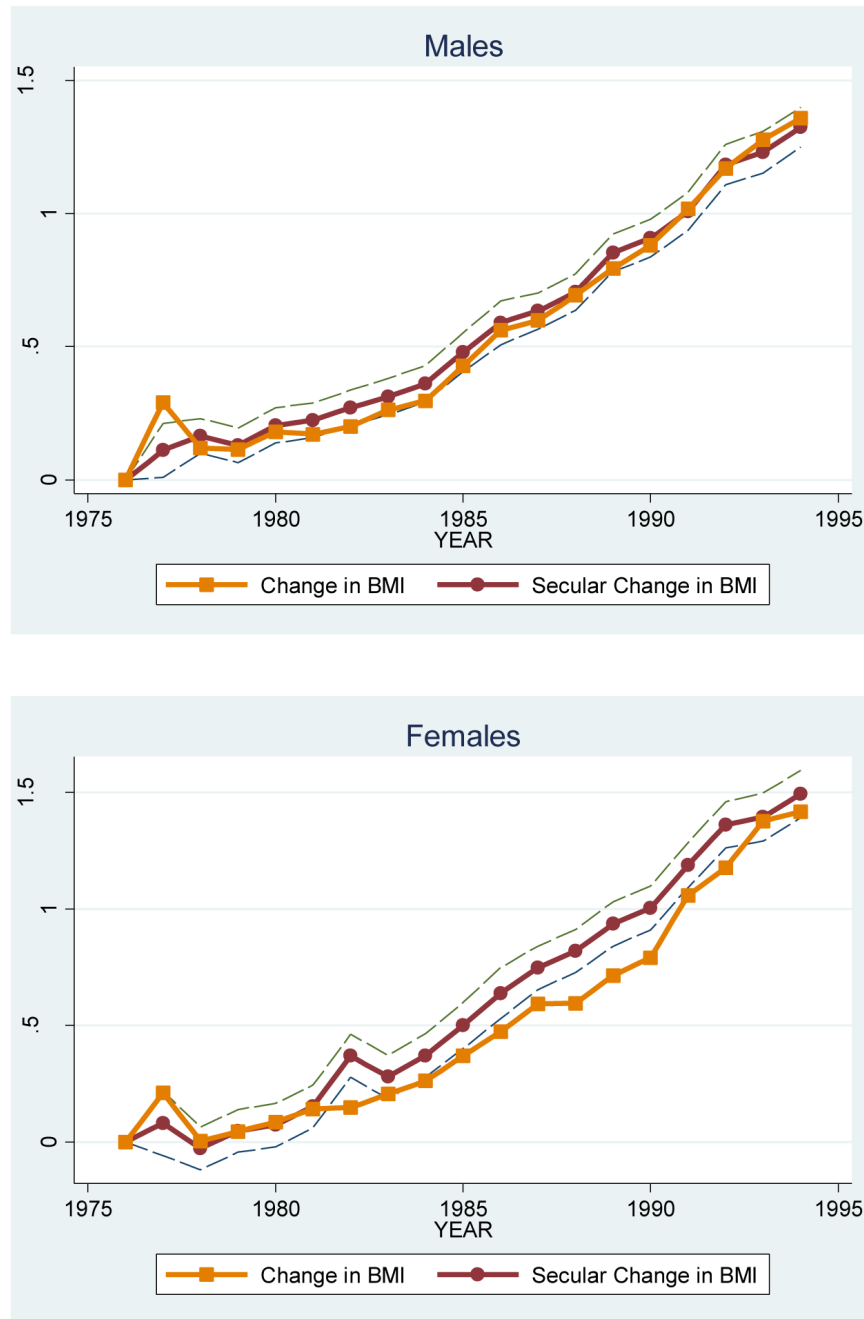 Males
1.5
1
.5
0
1975 1980 1985 1990 1995
YEAR
Change in BMI Secular Change in BMI
Females
1.5
1
.5
0
1975 1980 1985 1990 1995
YEAR
Change in BMI Secular Change in BMI